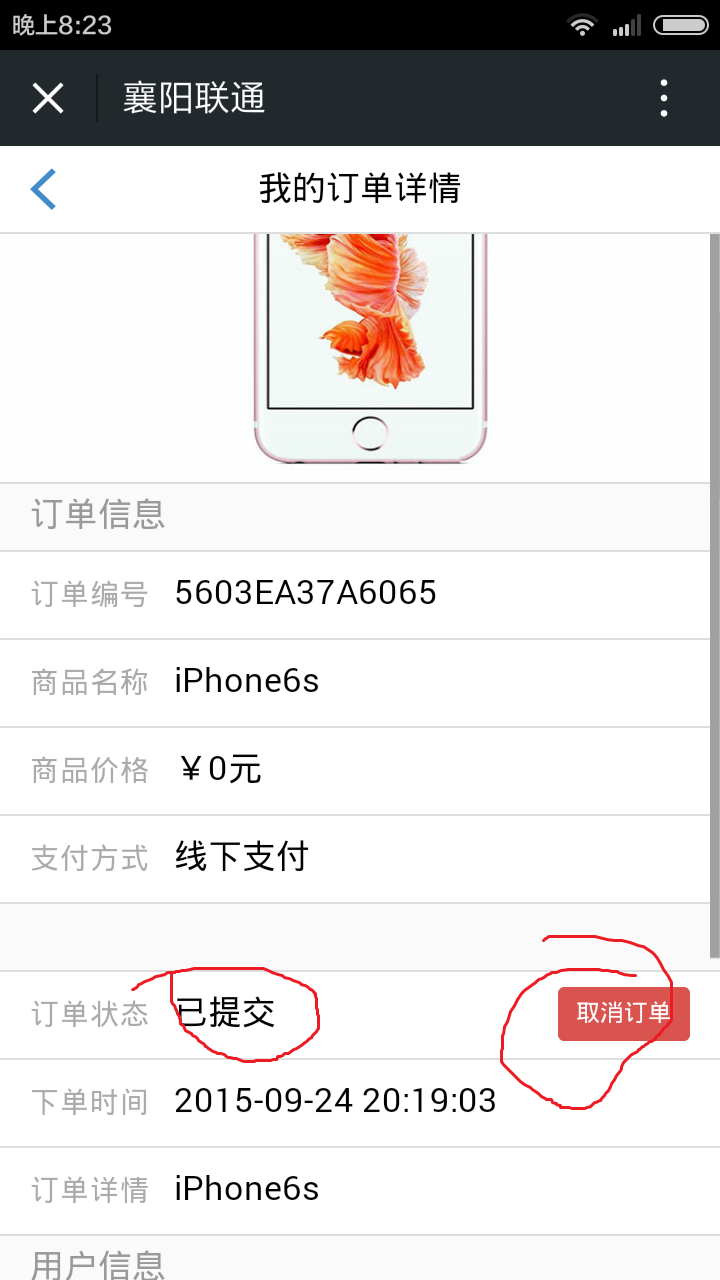 晚上8:23
襄阳联通
我的订单详情
订单信息
订单编号 5603EA37A6065
商品名称 iPhone6s
商品价格 ￥0元
支付方式 线下支付
订单状态 已提交 取消订单
下单时间 2015-09-24 20:19:03
订单详情 iPhone6s
用户信息